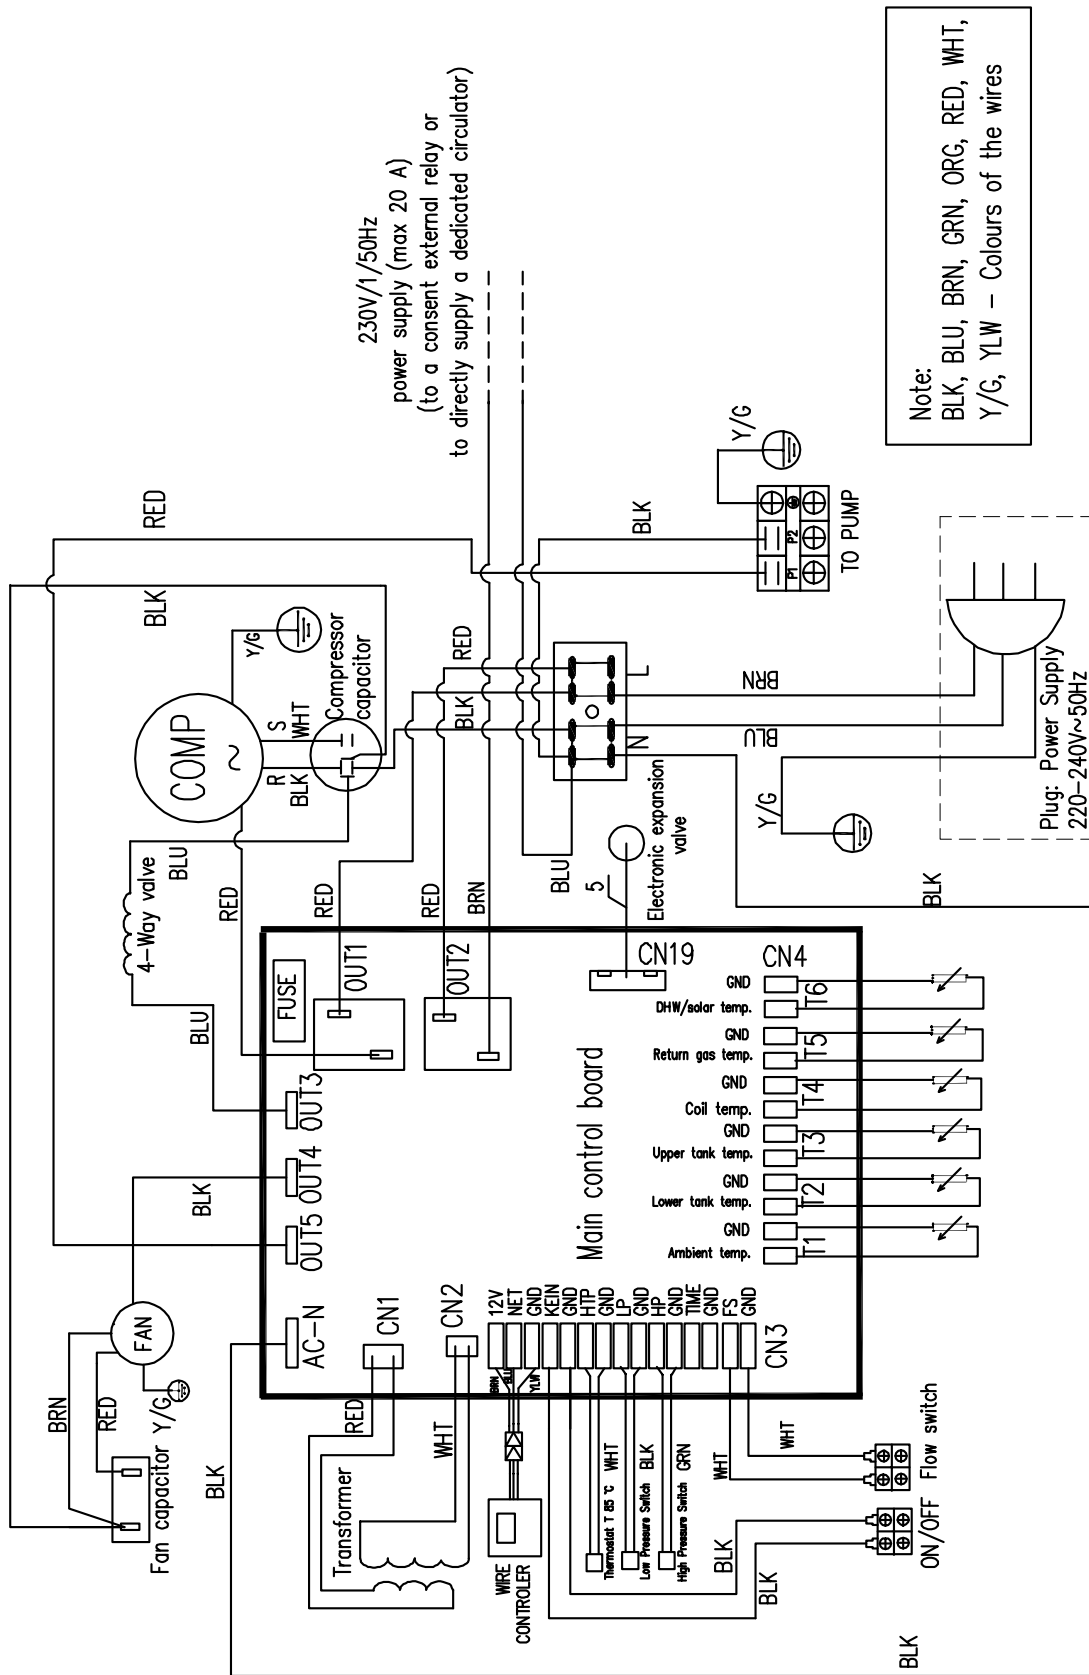 230V/1/50Hz
power supply (max 20 A)
(to a consent external relay or
to directly supply a dedicated circulator)
Note:
BLK, BLU, BRN, GRN, ORG, RED, WHT,
Y/G, YLW – Colours of the wires
RED
BLK
Y/G
COMP
~
S
WHT
R
BLK
Compressor
capacitor
4-Way valve
BLU
RED
BLU
RED
RED
BRN
BLU
RED
BLK
BLK
Y/G
P1
P2
TO PUMP
L
N
BRN
BLU
Y/G
Plug: Power Supply
220-240V~50Hz
BLK
5
Electronic expansion
valve
FUSE
OUT1
OUT2
OUT3
OUT4
OUT5
AC-N
CN1
CN2
CN19
CN4
CN3
Main control board
GND
DHW/solar temp.
T6
GND
Return gas temp.
T5
GND
Coil temp.
T4
GND
Upper tank temp.
T3
GND
Lower tank temp.
T2
GND
Ambient temp.
T1
12V
NET
GND
KEIN
GND
HTP
GND
LP
GND
HP
GND
TIME
GND
FS
GND
BRN
BLU
YLW
BLK
FAN
BRN
RED
Y/G
Fan capacitor
BLK
RED
WHT
Transformer
WIRE
CONTROLER
Thermostat T 85 °C
WHT
Low Pressure Switch
BLK
High Pressure Switch
GRN
WHT
WHT
BLK
BLK
Flow switch
ON/OFF
BLK